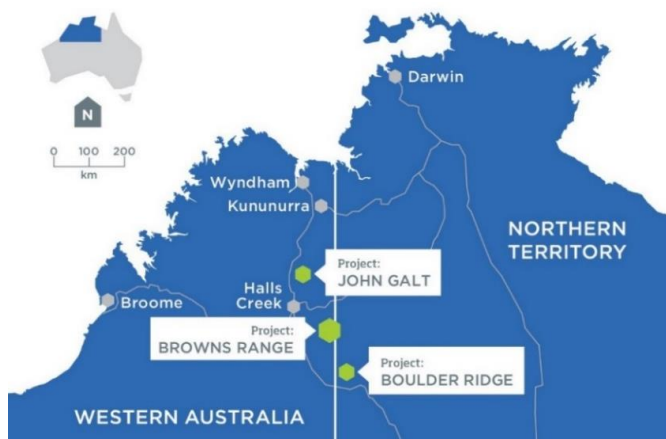 N
0 100 200
km
Darwin
Wyndham
Kununurra
NORTHERN
TERRITORY
Project:
JOHN GALT
Halls
Creek
Broome
Project:
BROWNS RANGE
Project:
BOULDER RIDGE
WESTERN AUSTRALIA